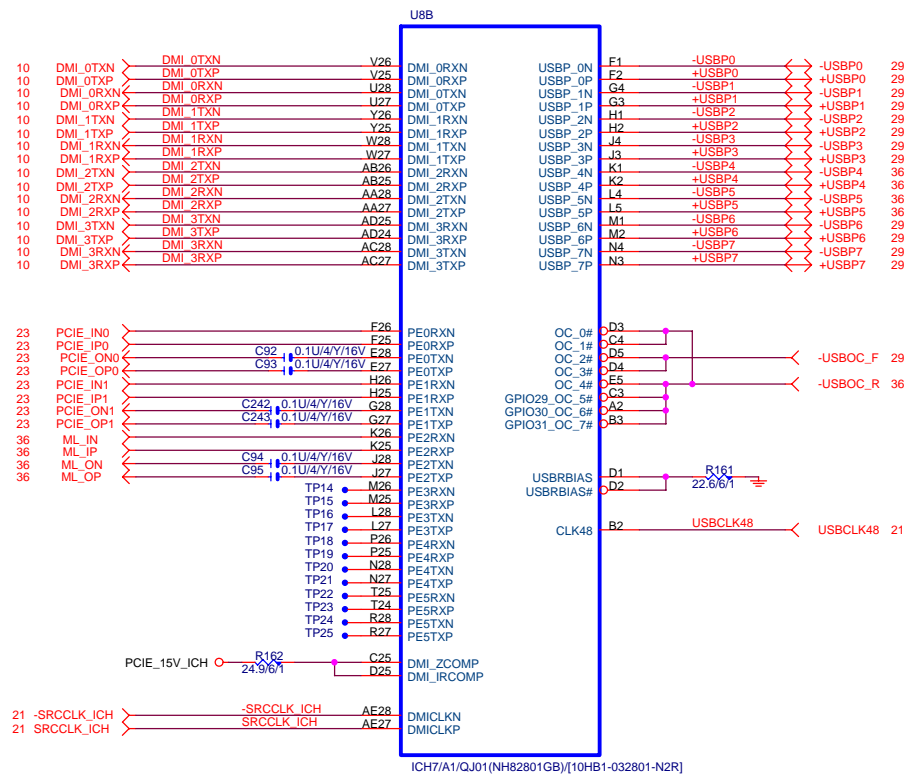 U8B
10 DMI_0TXN DMI_0TXN V26 DMI_0RXN USBP_0N F1 -USBP0 -USBP0 29
10 DMI_0TXP DMI_0TXP V25 DMI_0RXP USBP_0P F2 +USBP0 +USBP0 29
10 DMI_0RXN DMI_0RXN U28 DMI_0TXN USBP_1N G4 -USBP1 -USBP1 29
10 DMI_0RXP DMI_0RXP U27 DMI_0TXP USBP_1P G3 +USBP1 +USBP1 29
10 DMI_1TXN DMI_1TXN Y26 DMI_1RXN USBP_2N H1 -USBP2 -USBP2 29
10 DMI_1TXP DMI_1TXP Y25 DMI_1RXP USBP_2P H2 +USBP2 +USBP2 29
10 DMI_1RXN DMI_1RXN W28 DMI_1TXN USBP_3N J4 -USBP3 -USBP3 29
10 DMI_1RXP DMI_1RXP W27 DMI_1TXP USBP_3P J3 +USBP3 +USBP3 29
10 DMI_2TXN DMI_2TXN AB26 DMI_2RXN USBP_4N K1 -USBP4 -USBP4 36
10 DMI_2TXP DMI_2TXP AB25 DMI_2RXP USBP_4P K2 +USBP4 +USBP4 36
10 DMI_2RXN DMI_2RXN AA28 DMI_2TXN USBP_5N L4 -USBP5 -USBP5 36
10 DMI_2RXP DMI_2RXP AA27 DMI_2TXP USBP_5P L5 +USBP5 +USBP5 36
10 DMI_3TXN DMI_3TXN AD25 DMI_3RXN USBP_6N M1 -USBP6 -USBP6 29
10 DMI_3TXP DMI_3TXP AD24 DMI_3RXP USBP_6P M2 +USBP6 +USBP6 29
10 DMI_3RXN DMI_3RXN AC28 DMI_3TXN USBP_7N N4 -USBP7 -USBP7 29
10 DMI_3RXP DMI_3RXP AC27 DMI_3TXP USBP_7P N3 +USBP7 +USBP7 29
23 PCIE_IN0 F26 PE0RXN OC_0# D3
23 PCIE_IP0 F25 PE0RXP OC_1# C4
23 PCIE_ON0 C92 0.1U/4/Y/16V E28 PE0TXN OC_2# D5 -USBOC_F 29
23 PCIE_OP0 C93 0.1U/4/Y/16V E27 PE0TXP OC_3# D4
23 PCIE_IN1 H26 PE1RXN OC_4# E5 -USBOC_R 36
23 PCIE_IP1 H25 PE1RXP GPIO29_OC_5# C3
23 PCIE_ON1 C242 0.1U/4/Y/16V G28 PE1TXN GPIO30_OC_6# A2
23 PCIE_OP1 C243 0.1U/4/Y/16V G27 PE1TXP GPIO31_OC_7# B3
36 ML_IN K26 PE2RXN
36 ML_IP K25 PE2RXP
36 ML_ON C94 0.1U/4/Y/16V J28 PE2TXN
36 ML_OP C95 0.1U/4/Y/16V J27 PE2TXP USBRBIAS D1 R161
TP14 M26 PE3RXN USBRBIAS# D2 22.6/6/1
TP15 M25 PE3RXP
TP16 L28 PE3TXN
TP17 L27 PE3TXP CLK48 B2 USBCLK48 USBCLK48 21
TP18 P26 PE4RXN
TP19 P25 PE4RXP
TP20 N28 PE4TXN
TP21 N27 PE4TXP
TP22 T25 PE5RXN
TP23 T24 PE5RXP
TP24 R28 PE5TXN
TP25 R27 PE5TXP
PCIE_15V_ICH R162 C25 DMI_ZCOMP
24.9/6/1 D25 DMI_IRCOMP
21 -SRCCLK_ICH -SRCCLK_ICH AE28 DMICLKN
21 SRCCLK_ICH SRCCLK_ICH AE27 DMICLKP
ICH7/A1/QJ01(NH82801GB)/[10HB1-032801-N2R]